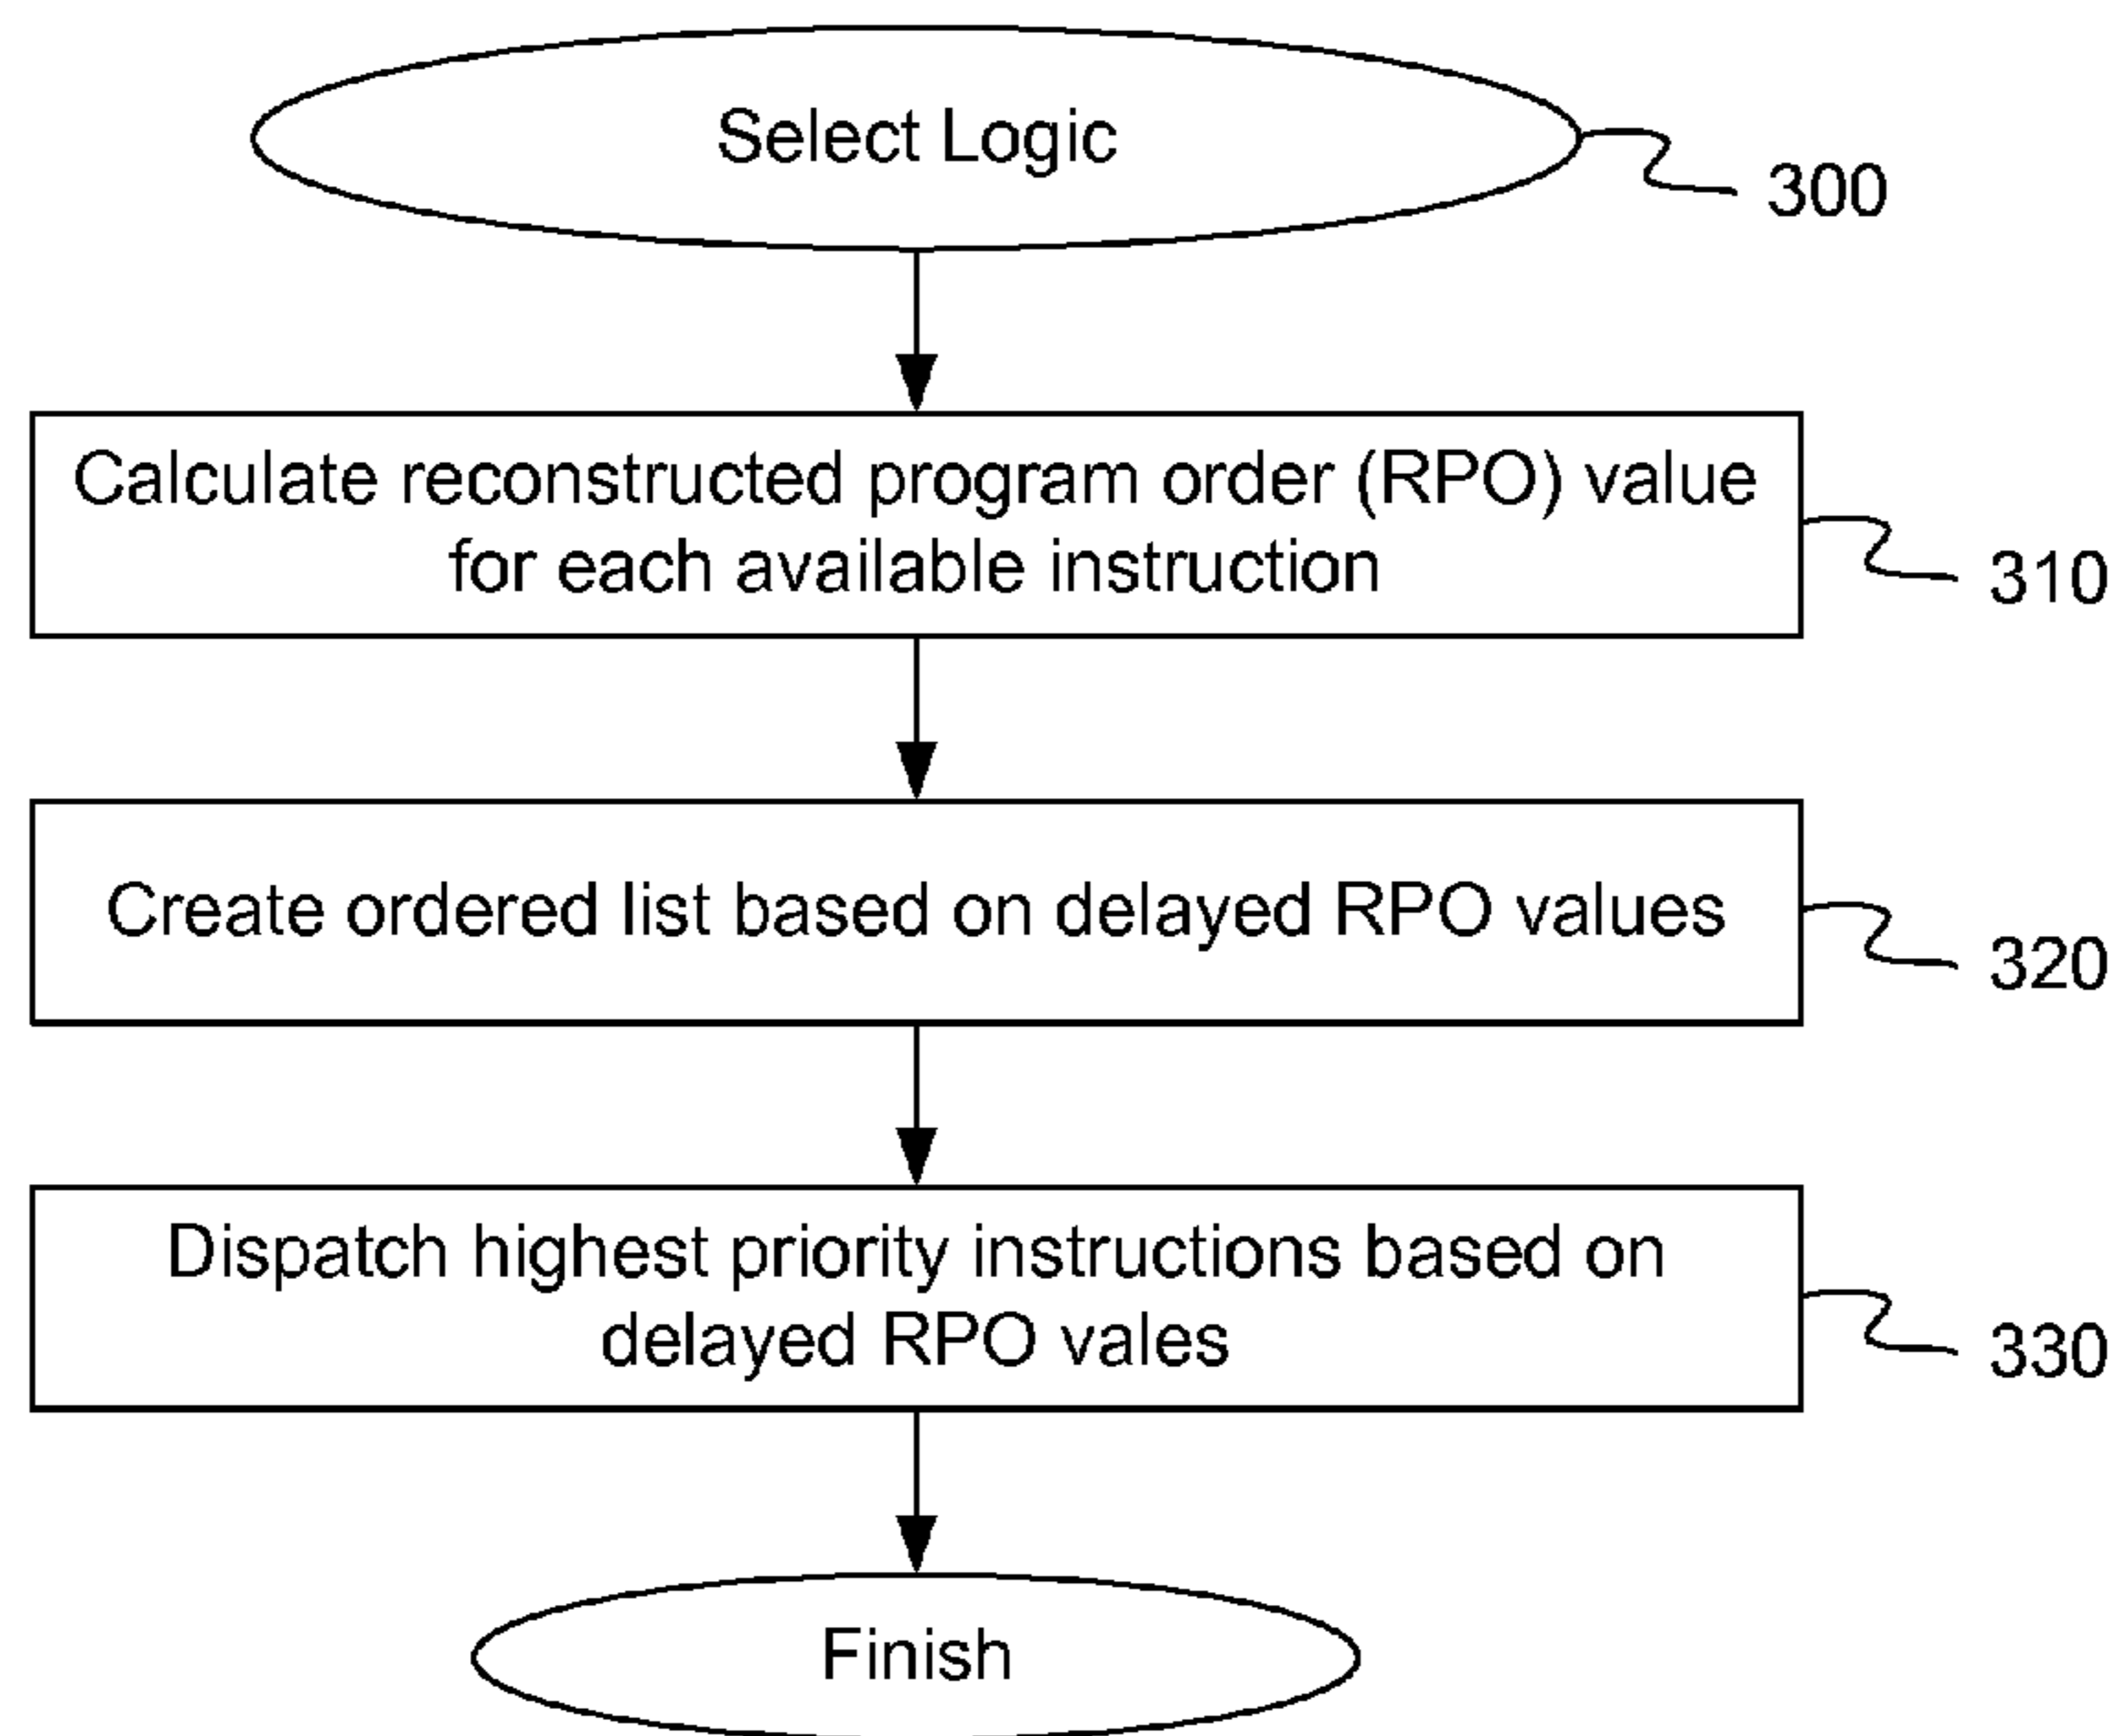 Select Logic
300
Calculate reconstructed program order (RPO) value
for each available instruction
310
Create ordered list based on delayed RPO values
320
Dispatch highest priority instructions based on
delayed RPO vales
330
Finish